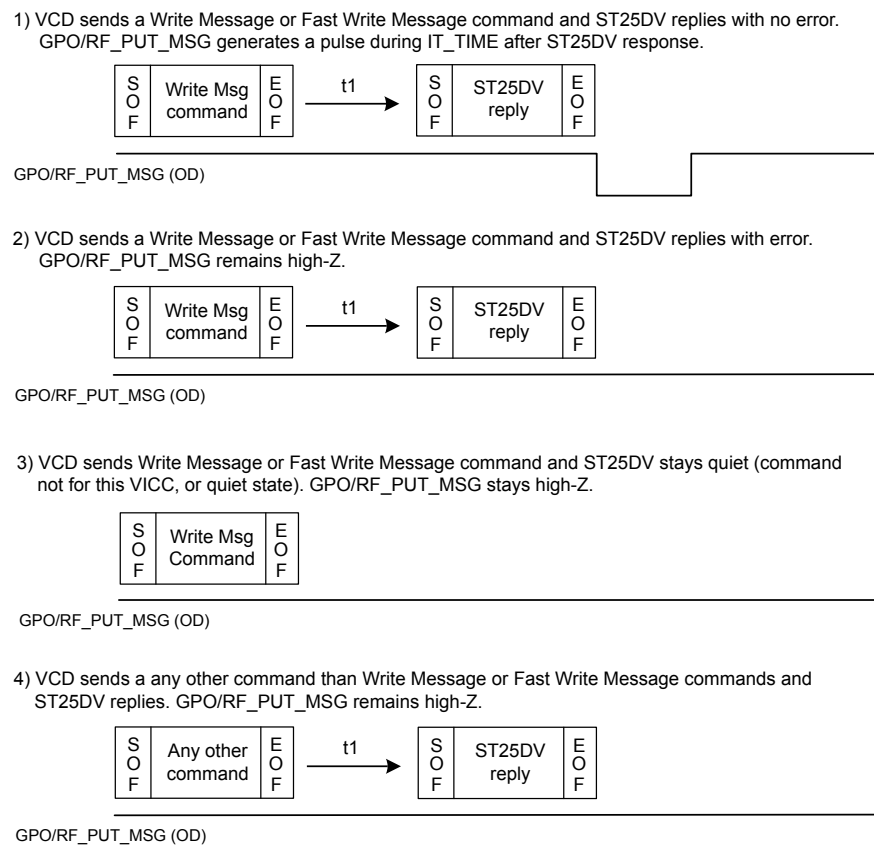 1) VCD sends a Write Message or Fast Write Message command and ST25DV replies with no error.
GPO/RF_PUT_MSG generates a pulse during IT_TIME after ST25DV response.
S
O
F
Write Msg
command
E
O
F
t1
S
O
F
ST25DV
reply
E
O
F
GPO/RF_PUT_MSG (OD)
2) VCD sends a Write Message or Fast Write Message command and ST25DV replies with error.
GPO/RF_PUT_MSG remains high-Z.
S
O
F
Write Msg
command
E
O
F
t1
S
O
F
ST25DV
reply
E
O
F
GPO/RF_PUT_MSG (OD)
3) VCD sends Write Message or Fast Write Message command and ST25DV stays quiet (command
not for this VICC, or quiet state). GPO/RF_PUT_MSG stays high-Z.
S
O
F
Write Msg
Command
E
O
F
GPO/RF_PUT_MSG (OD)
4) VCD sends a any other command than Write Message or Fast Write Message commands and
ST25DV replies. GPO/RF_PUT_MSG remains high-Z.
S
O
F
Any other
command
E
O
F
t1
S
O
F
ST25DV
reply
E
O
F
GPO/RF_PUT_MSG (OD)